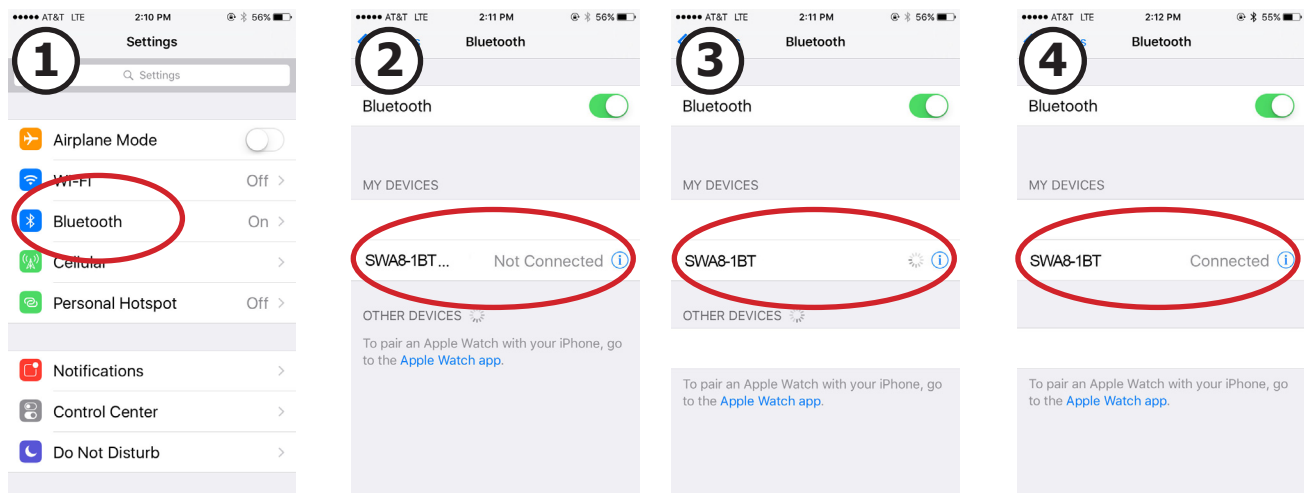 ●●●●● AT&T LTE 2:10 PM 56%
Settings
1
Settings
Airplane Mode
Wi-Fi Off
Bluetooth On
Cellular
Personal Hotspot Off
Notifications
Control Center
Do Not Disturb
●●●●● AT&T LTE 2:11 PM 56%
Bluetooth
2
Bluetooth
MY DEVICES
SWA8-1BT... Not Connected
OTHER DEVICES
To pair an Apple Watch with your iPhone, go
to the Apple Watch app.
●●●●● AT&T LTE 2:11 PM 56%
Bluetooth
3
Bluetooth
MY DEVICES
SWA8-1BT
OTHER DEVICES
To pair an Apple Watch with your iPhone, go
to the Apple Watch app.
●●●●● AT&T LTE 2:12 PM 55%
s Bluetooth
4
Bluetooth
MY DEVICES
SWA8-1BT Connected
To pair an Apple Watch with your iPhone, go
to the Apple Watch app.